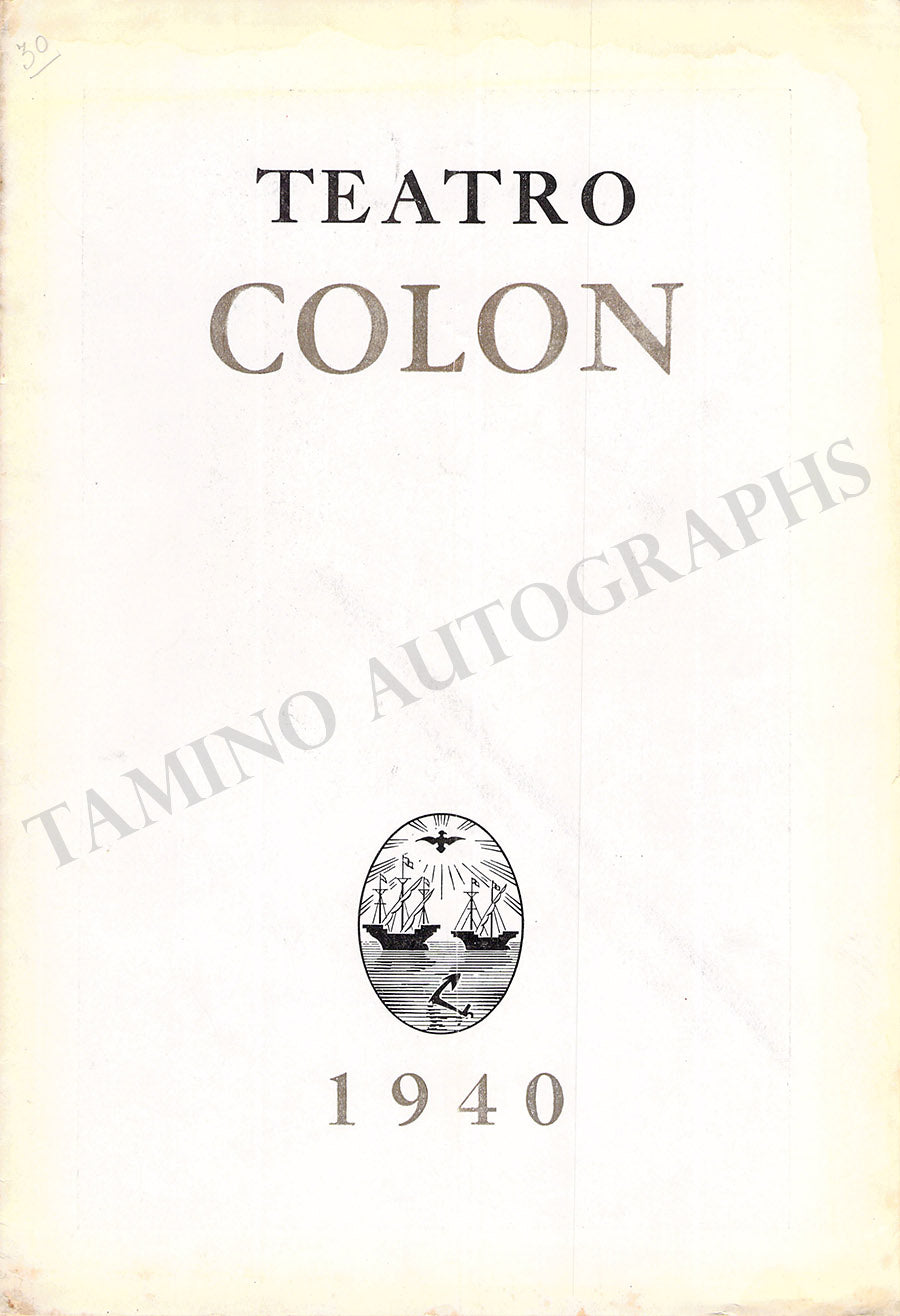 30
TEATRO
COLON
TAMINO AUTOGRAPHS
1940